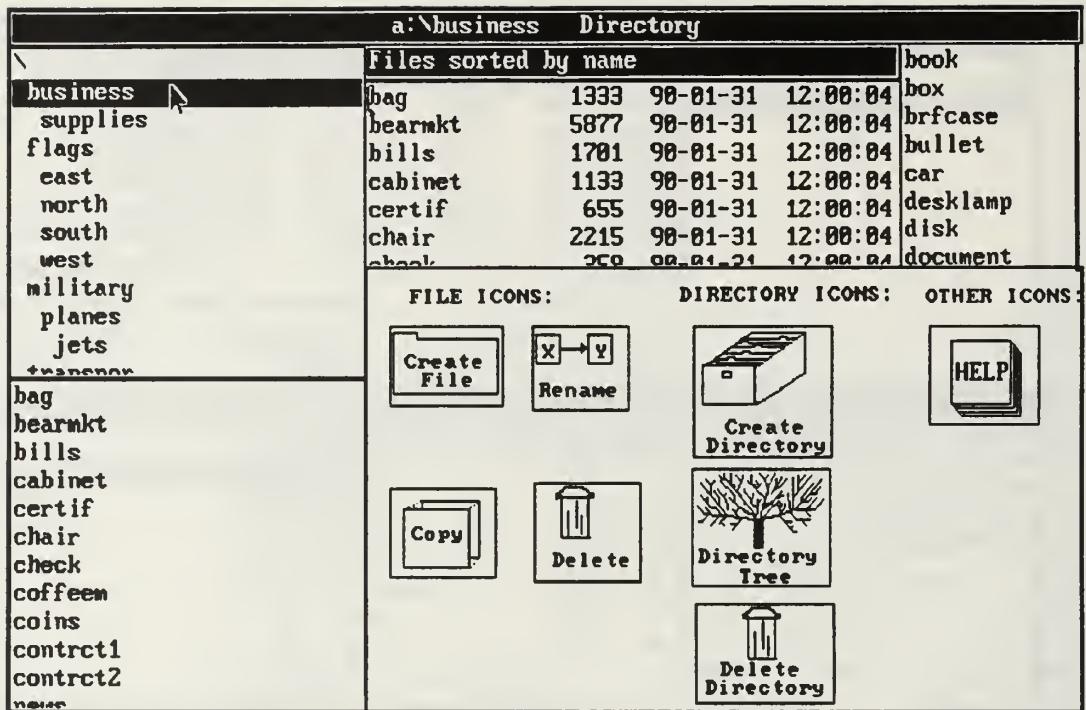 a:\business Directory
\
business
supplies
flags
east
north
south
west
military
planes
jets
Files sorted by name
bag 1333 90-01-31 12:00:04
bearmkt 5877 90-01-31 12:00:04
bills 1701 90-01-31 12:00:04
cabinet 1133 90-01-31 12:00:04
certif 655 90-01-31 12:00:04
chair 2215 90-01-31 12:00:04
book
box
brfcase
bullet
car
desklamp
disk
document
bag
bearmkt
bills
cabinet
certif
chair
check
coffeem
coins
contrct1
contrct2
FILE ICONS:
DIRECTORY ICONS:
OTHER ICONS:
Create
File
X Y
Rename
Create
Directory
HELP
Copy
Delete
Directory
Tree
Delete
Directory